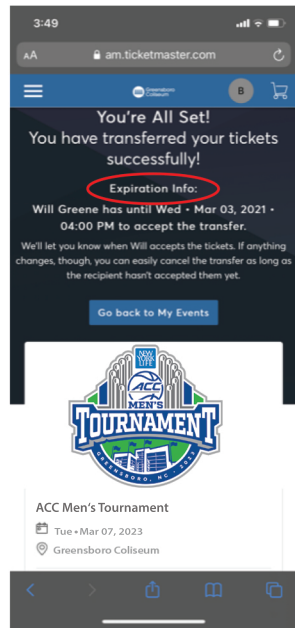 3:49
AA am.ticketmaster.com
Greensboro
Coliseum
B
You're All Set!
You have transferred your tickets
successfully!
Expiration Info:
Will Greene has until Wed • Mar 03, 2021 •
04:00 PM to accept the transfer.
We'll let you know when Will accepts the tickets. If anything
changes, though, you can easily cancel the transfer as long as
the recipient hasn't accepted them yet.
Go back to My Events
NEW
YORK
LIFE
ACC
MEN'S
TOURNAMENT
GREENSBORO, NC • 2023
ACC Men's Tournament
Tue • Mar 07, 2023
Greensboro Coliseum